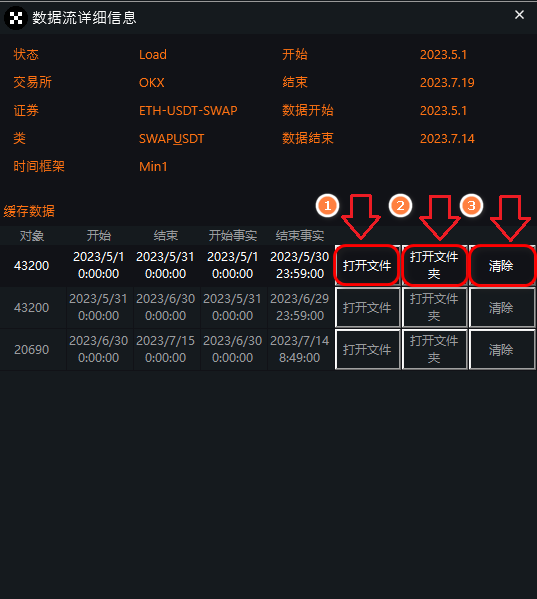 数据流详细信息 ✕
状态 Load 开始 2023.5.1
交易所 OKX 结束 2023.7.19
证券 ETH-USDT-SWAP 数据开始 2023.5.1
类 SWAPUSDT 数据结束 2023.7.14
时间框架 Min1
缓存数据 1 2 3
对象 开始 结束 开始事实 结束事实
43200 2023/5/1 0:00:00 2023/5/31 0:00:00 2023/5/1 0:00:00 2023/5/30 23:59:00 打开文件 打开文件夹 清除
43200 2023/5/31 0:00:00 2023/6/30 0:00:00 2023/5/31 0:00:00 2023/6/29 23:59:00 打开文件 打开文件夹 清除
20690 2023/6/30 0:00:00 2023/7/15 0:00:00 2023/6/30 0:00:00 2023/7/14 8:49:00 打开文件 打开文件夹 清除